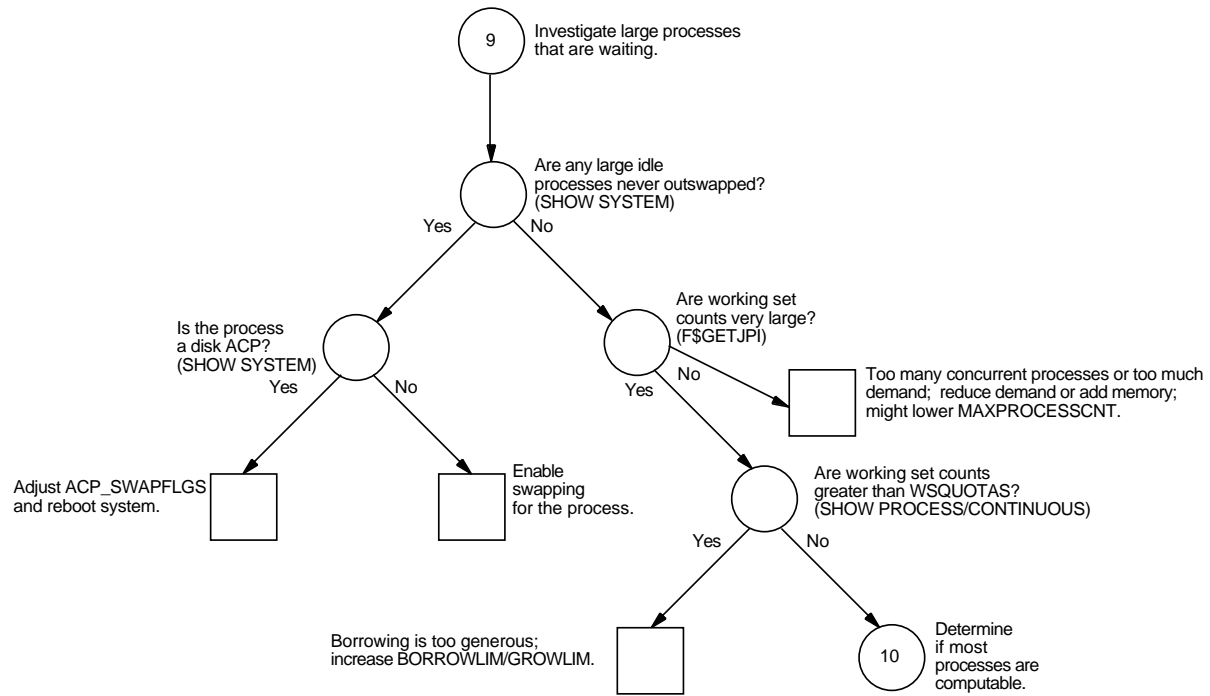 9
Investigate large processes
that are waiting.
Are any large idle
processes never outswapped?
(SHOW SYSTEM)
Yes
No
Is the process
a disk ACP?
(SHOW SYSTEM)
Yes
No
Are working set
counts very large?
(F$GETJPI)
Yes
No
Too many concurrent processes or too much
demand; reduce demand or add memory;
might lower MAXPROCESSCNT.
Adjust ACP_SWAPFLGS
and reboot system.
Enable
swapping
for the process.
Are working set counts
greater than WSQUOTAS?
(SHOW PROCESS/CONTINUOUS)
Yes
No
Borrowing is too generous;
increase BORROWLIM/GROWLIM.
10
Determine
if most
processes are
computable.